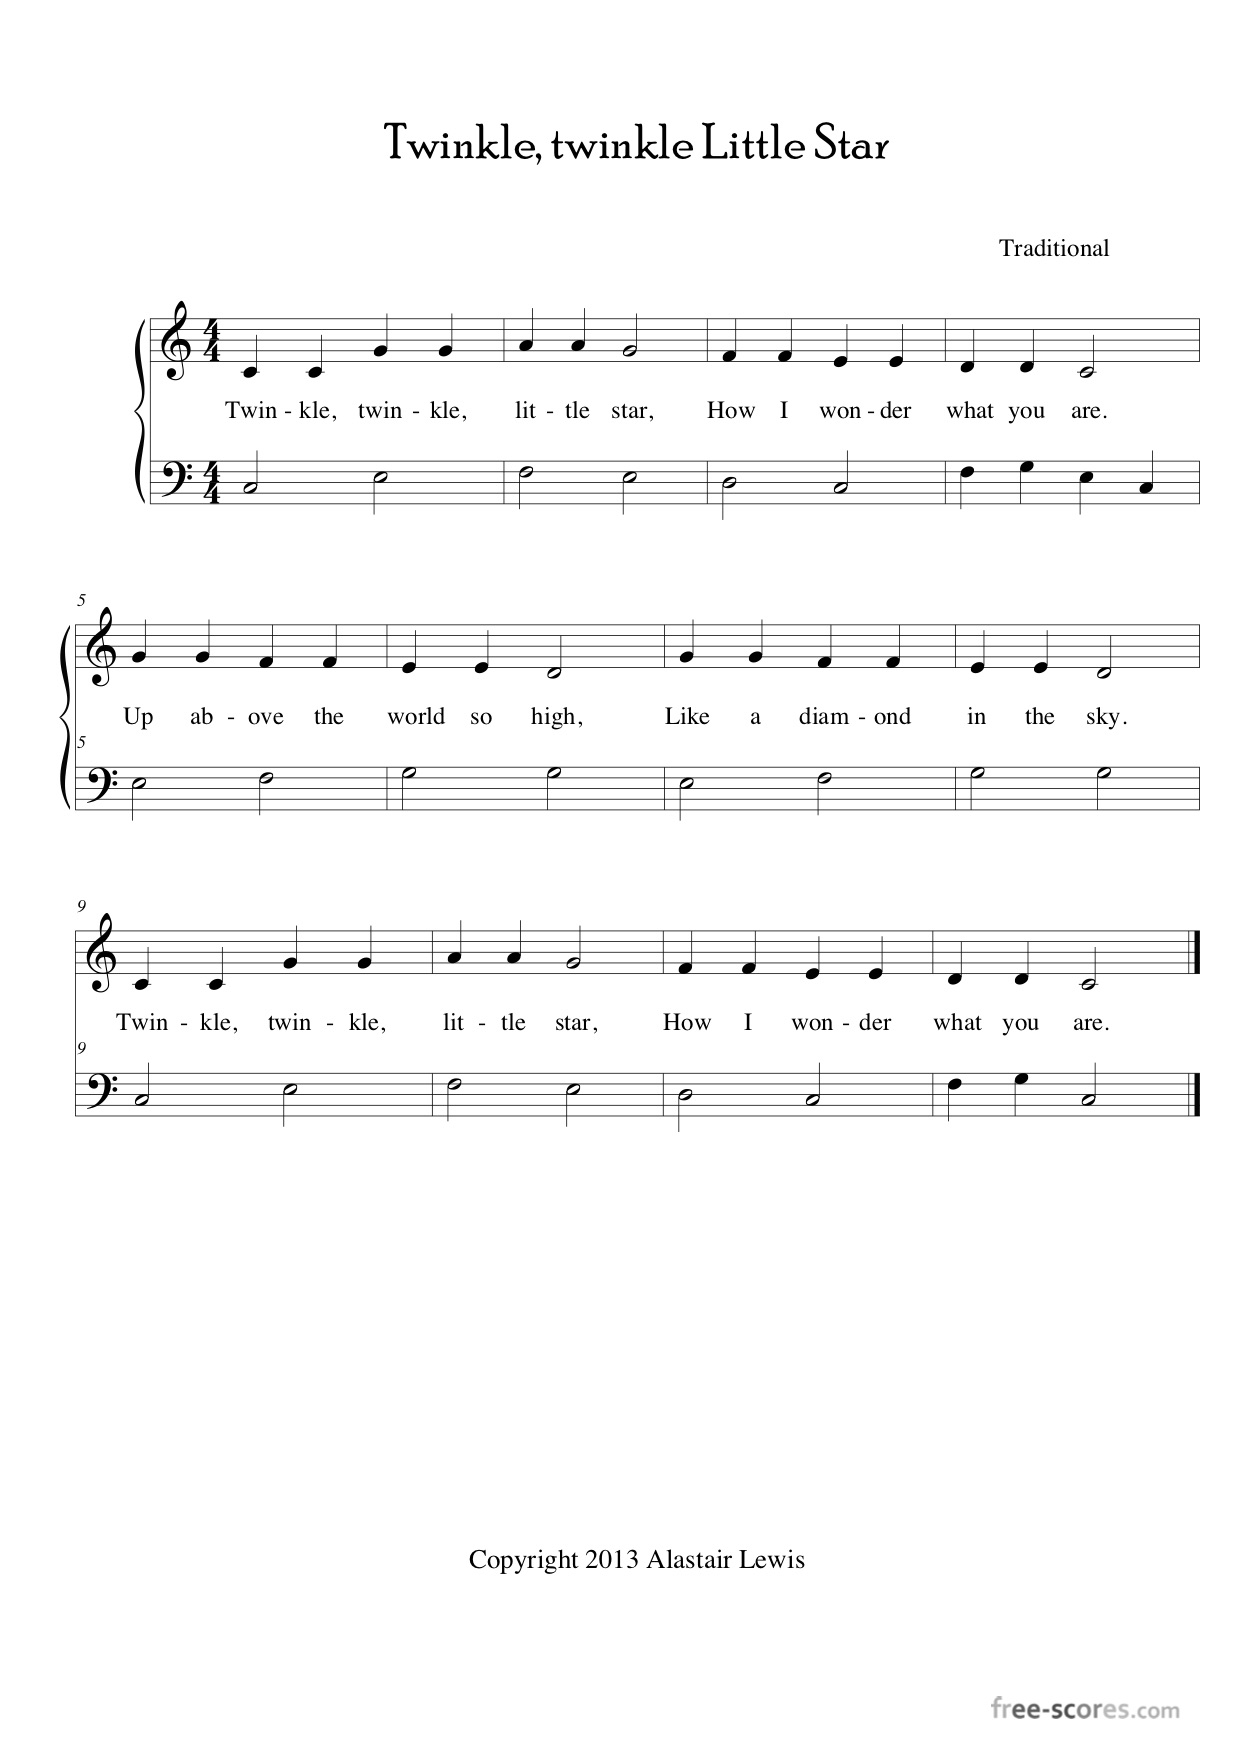 Twinkle, twinkle Little Star
Traditional
4
4
Twin - kle, twin - kle, lit - tle star, How I won - der what you are.
4
4
5
Up ab - ove the world so high, Like a diam - ond in the sky.
5
9
Twin - kle, twin - kle, lit - tle star, How I won - der what you are.
9
Copyright 2013 Alastair Lewis
free-scores.com